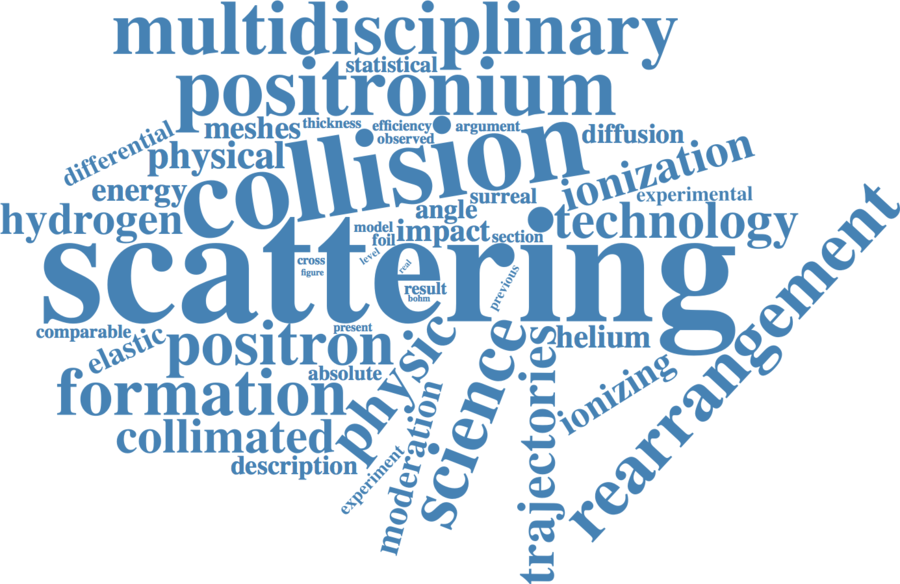 multidisciplinary
statistical
positronium
thickness
efficiency
argument
meshes
observed
collision
diffusion
differential
physical
ionization
energy
surreal
experimental
hydrogen
angle
technology
model
impact
foil
section
scattering
level
cross
real
figure
result
bohm
previous
rearrangement
comparable
present
helium
elastic
positron
absolute
physic
science
trajectories
ionizing
formation
moderation
collimated
description
experiment